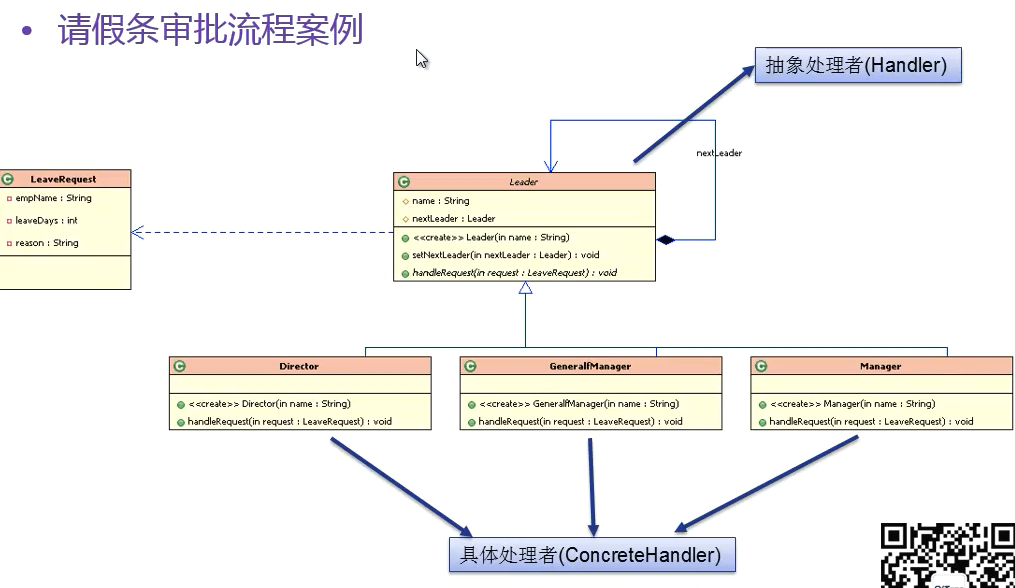 • 请假条审批流程案例
抽象处理者(Handler)
nextLeader
LeaveRequest
empName : String
leaveDays : int
reason : String
Leader
name : String
nextLeader : Leader
<<create>> Leader(in name : String)
setNextLeader(in nextLeader : Leader) : void
handleRequest(in request : LeaveRequest) : void
Director
<<create>> Director(in name : String)
handleRequest(in request : LeaveRequest) : void
GeneralfManager
<<create>> GeneralfManager(in name : String)
handleRequest(in request : LeaveRequest) : void
Manager
<<create>> Manager(in name : String)
handleRequest(in request : LeaveRequest) : void
具体处理者(ConcreteHandler)